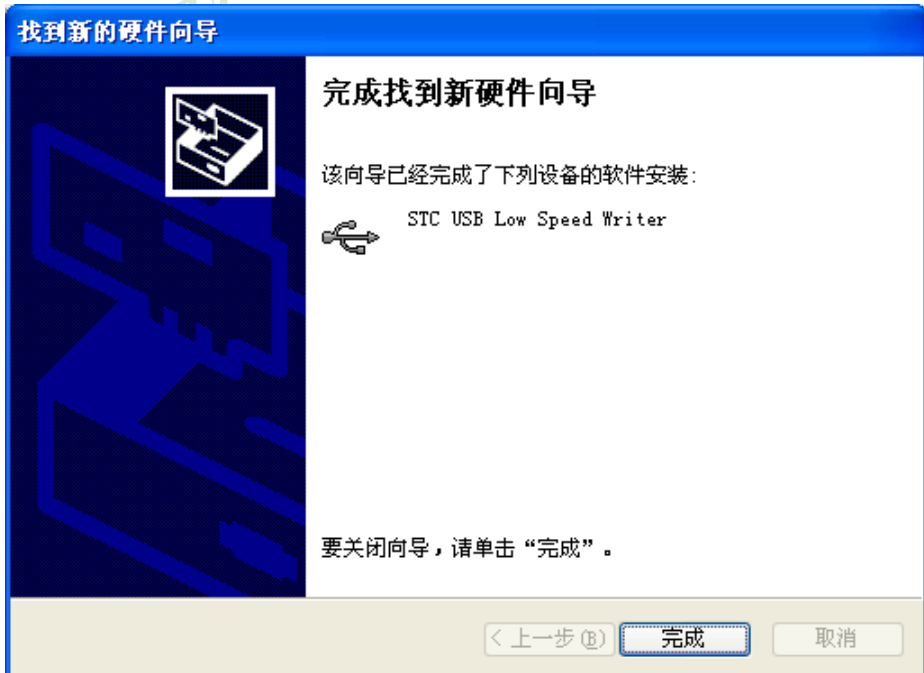 找到新的硬件向导
完成找到新硬件向导
该向导已经完成了下列设备的软件安装:
STC USB Low Speed Writer
要关闭向导，请单击“完成”。
< 上一步(B)
完成
取消